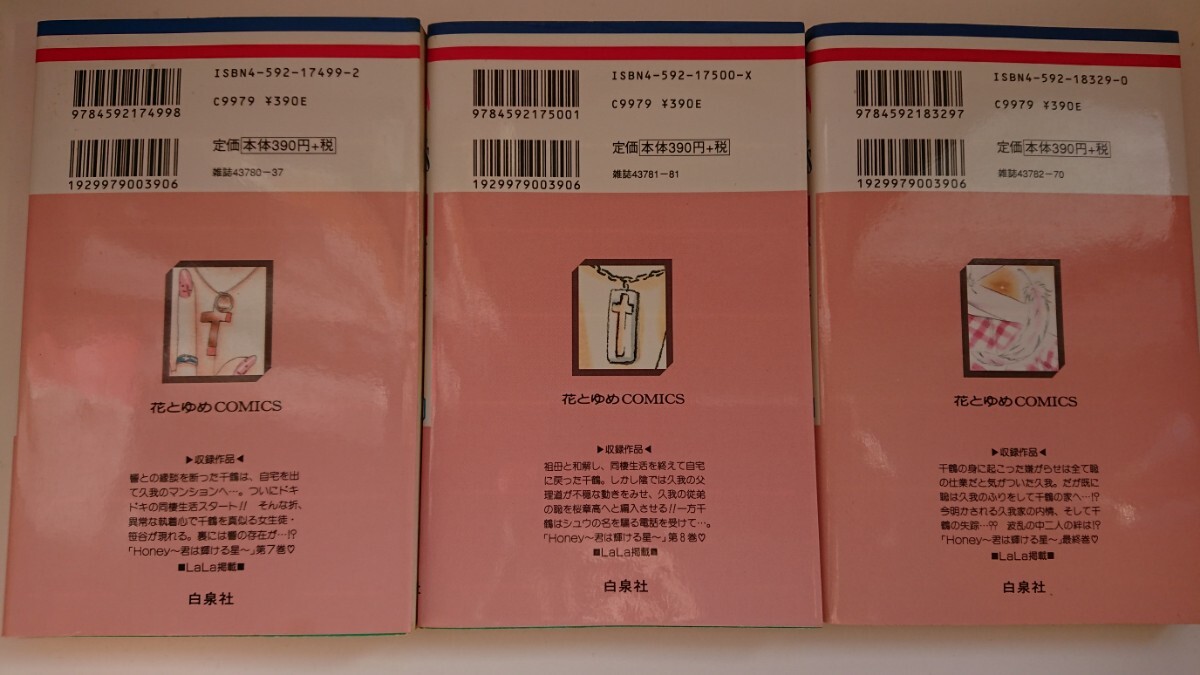 ISBN4-592-17499-2
9784592174998
C9979 ¥390E
定価 本体390円+税
1929979003906
雑誌43780-37
花とゆめCOMICS
▶収録作品◀
響との縁談を断った千鶴は、自宅を出
て久我のマンションへ…。ついにドキ
ドキの同棲生活スタート!! そんな折、
異常な執着心で千鶴を真似る女生徒・
笹谷が現れる。裏には響の存在が…!?
「Honey〜君は輝ける星〜」第7巻♡
■LaLa掲載■
白泉社
ISBN4-592-17500-X
9784592175001
C9979 ¥390E
定価 本体390円+税
1929979003906
雑誌43781-81
花とゆめCOMICS
▶収録作品◀
祖母と和解し、同棲生活を終えて自宅
に戻った千鶴。しかし陰では久我の父
理道が不穏な動きをみせ、久我の従弟
の　を桜章高へと編入させる!!一方千
鶴はシュウの名を騙る電話を受けて…。
「Honey〜君は輝ける星〜」第8巻♡
■LaLa掲載■
白泉社
ISBN4-592-18329-0
9784592183297
C9979 ¥390E
定価 本体390円+税
1929979003906
雑誌43782-70
花とゆめCOMICS
▶収録作品◀
千鶴の身に起こった嫌がらせは全て
の仕業だと気がついた久我。だが既に
は久我のふりをして千鶴の家へ…!?
今明かされる久我家の内情、そして千
鶴の失踪…?? 波乱の中二人の絆は!?
「Honey〜君は輝ける星〜」最終巻♡
■LaLa掲載■
白泉社